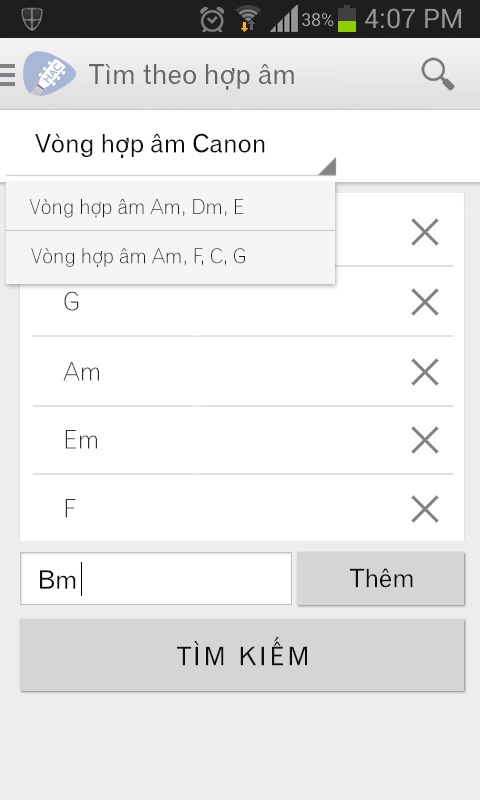 38% 4:07 PM
HAC
Tìm theo hợp âm
Vòng hợp âm Canon
Vòng hợp âm Am, Dm, E
Vòng hợp âm Am, F, C, G
G
Am
Em
F
Bm
Thêm
TÌM KIẾM